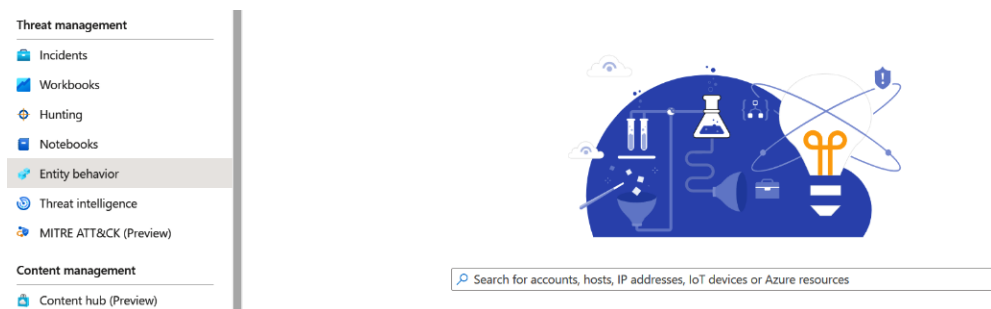 Threat management
Incidents
Workbooks
Hunting
Notebooks
Entity behavior
Threat intelligence
MITRE ATT&CK (Preview)
Content management
Content hub (Preview)
Search for accounts, hosts, IP addresses, IoT devices or Azure resources